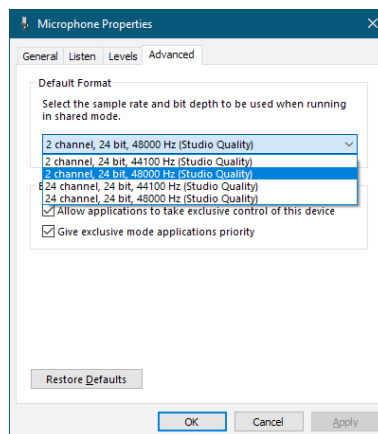 Microphone Properties
General Listen Levels Advanced
Default Format
Select the sample rate and bit depth to be used when running
in shared mode.
2 channel, 24 bit, 48000 Hz (Studio Quality)
2 channel, 24 bit, 44100 Hz (Studio Quality)
2 channel, 24 bit, 48000 Hz (Studio Quality)
24 channel, 24 bit, 44100 Hz (Studio Quality)
24 channel, 24 bit, 48000 Hz (Studio Quality)
Allow applications to take exclusive control of this device
Give exclusive mode applications priority
Restore Defaults
OK Cancel Apply